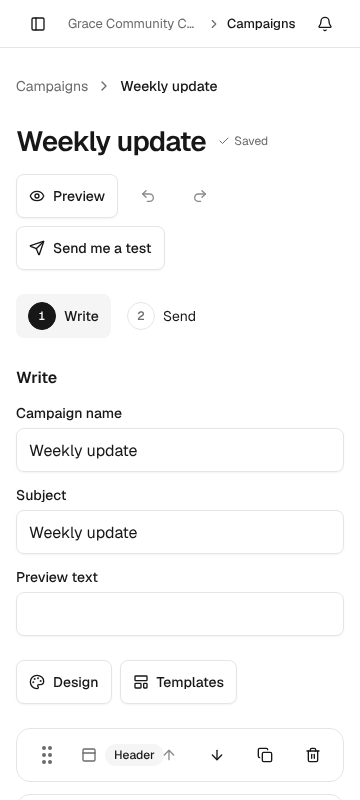 Grace Community C... > Campaigns
Campaigns > Weekly update
Weekly update ✓ Saved
Preview
Send me a test
1 Write 2 Send
Write
Campaign name
Weekly update
Subject
Weekly update
Preview text
Design Templates
Header